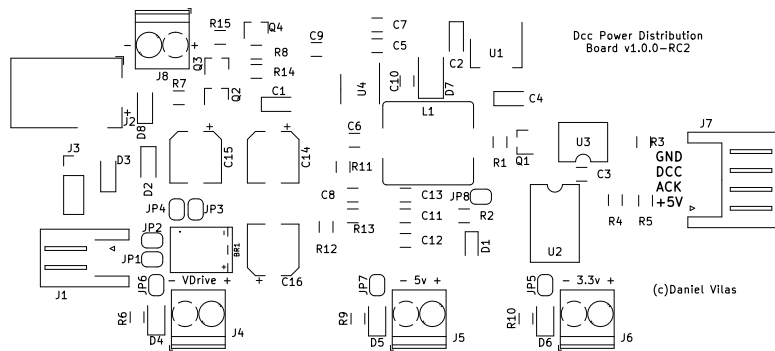 R15
Q4
C9
C7
C5
C2
U1
Dcc Power Distribution
Board v1.0.0-RC2
- +
J8
Q3
R8
R14
R7
Q2
C1
U4
C10
D7
C4
L1
J2
+
D8
J3
D3
D2
+
C15
+
C14
C6
R11
R1
Q1
U3
C3
R3
J7
GND
DCC
ACK
+5V
JP4
JP3
C8
R13
C13
C11
C12
JP8
R2
D1
R4
R5
U2
JP2
JP1
BR1
+
R12
J1
+
C16
JP6
- VDrive +
JP7
- 5v +
JP5
- 3.3v +
(c)Daniel Vilas
R6
D4
J4
R9
D5
J5
R10
D6
J6